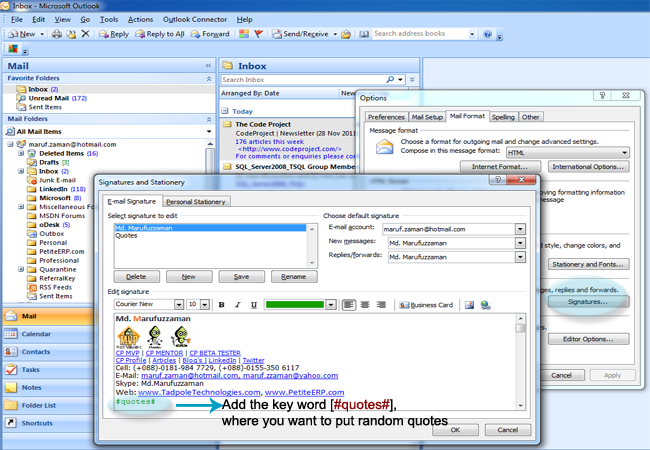 Inbox - Microsoft Outlook
File Edit View Go Tools Actions Outlook Connector Help
New Reply Reply to All Forward Send/Receive Search address books
Mail
Favorite Folders
Inbox (2)
Unread Mail (172)
Sent Items
Mail Folders
All Mail Items
maruf.zaman@hotmail.com
Deleted Items (16)
Drafts [3]
Inbox (2)
Junk E-mail
LinkedIn (118)
Microsoft (8)
Miscellaneous Fol
MSDN Forums
oDesk (5)
Outbox
Personal
PetiteERP.com
Professional
Quarantine
ReferralKey
RSS Feeds
Sent Items
Mail
Calendar
Contacts
Tasks
Notes
Folder List
Shortcuts
Inbox
Search Inbox
Arranged By: Date
Today
The Code Project
CodeProject | Newsletter (28 Nov 2011
176 articles this week
<http://www.codeproject.com/>
For comments or enquiries please con
SQL_Server2008_TSQL Group Membe
Options
Preferences Mail Setup Mail Format Spelling Other
Message format
Choose a format for outgoing mail and change advanced settings.
Compose in this message format: HTML
Internet Format... International Options...
oving formatting information
message
d style, change colors, and
Stationery and Fonts...
ages, replies and forwards.
Signatures...
Editor Options...
Cancel Apply
Signatures and Stationery
E-mail Signature Personal Stationery
Select signature to edit
Md. Marufuzzaman
Quotes
Delete New Save Rename
Choose default signature
E-mail account: maruf.zaman@hotmail.com
New messages: Md. Marufuzzaman
Replies/forwards: Md. Marufuzzaman
Edit signature
Courier New 10 B I U Business Card
Md. Marufuzzaman
CP MVP | CP MENTOR | CP BETA TESTER
CP Profile | Articles | Blog's | LinkedIn | Twitter
Cell: (+088)-0181-984 7729, (+088)-0155-350 6117
E-Mail: maruf.zaman@hotmail.com, maruf.zzaman@yahoo.com
Skype: Md.Marufuzzaman
Web: www.TadpoleTechnologies.com, www.PetiteERP.com
#quotes#
Add the key word [#quotes#],
where you want to put random quotes
OK Cancel